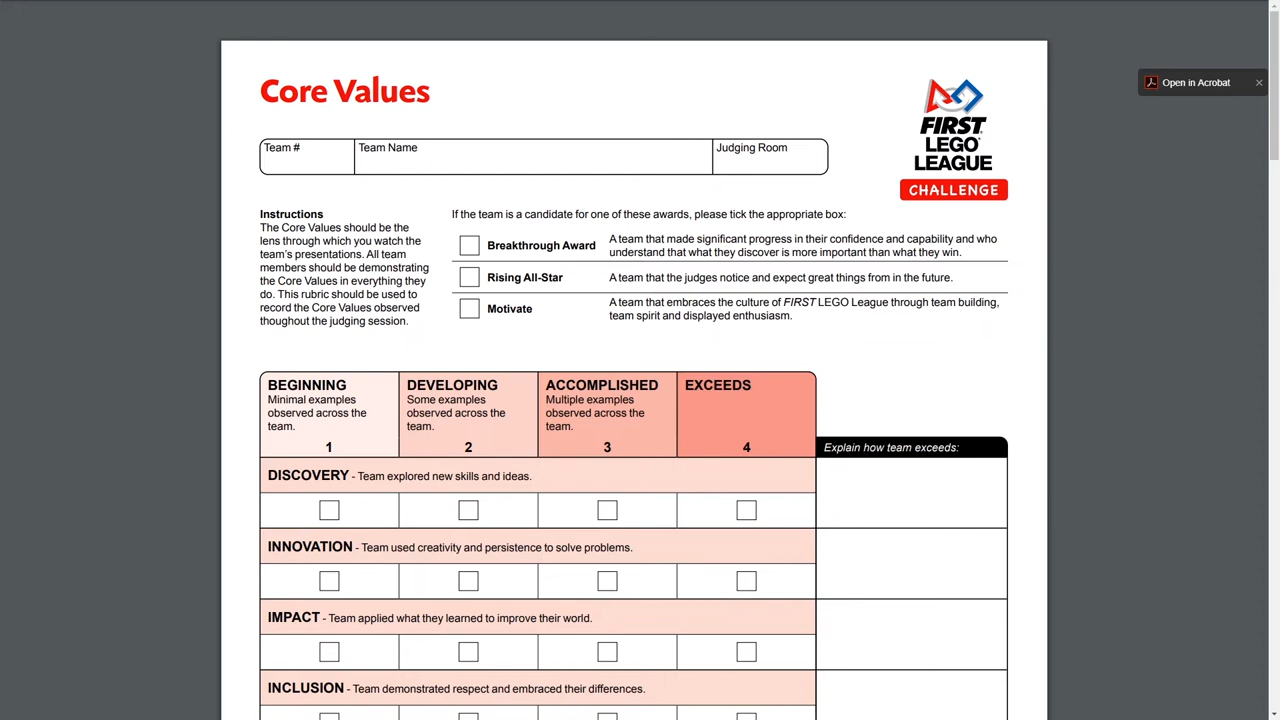 Core Values
FIRST
LEGO
LEAGUE
CHALLENGE
Open in Acrobat
Team #
Team Name
Judging Room
Instructions
The Core Values should be the
lens through which you watch the
team's presentations. All team
members should be demonstrating
the Core Values in everything they
do. This rubric should be used to
record the Core Values observed
thoughout the judging session.
If the team is a candidate for one of these awards, please tick the appropriate box:
Breakthrough Award
A team that made significant progress in their confidence and capability and who
understand that what they discover is more important than what they win.
Rising All-Star
A team that the judges notice and expect great things from in the future.
Motivate
A team that embraces the culture of FIRST LEGO League through team building,
team spirit and displayed enthusiasm.
BEGINNING
Minimal examples
observed across the
team.
1
DEVELOPING
Some examples
observed across the
team.
2
ACCOMPLISHED
Multiple examples
observed across the
team.
3
EXCEEDS
4
Explain how team exceeds:
DISCOVERY - Team explored new skills and ideas.
INNOVATION - Team used creativity and persistence to solve problems.
IMPACT - Team applied what they learned to improve their world.
INCLUSION - Team demonstrated respect and embraced their differences.